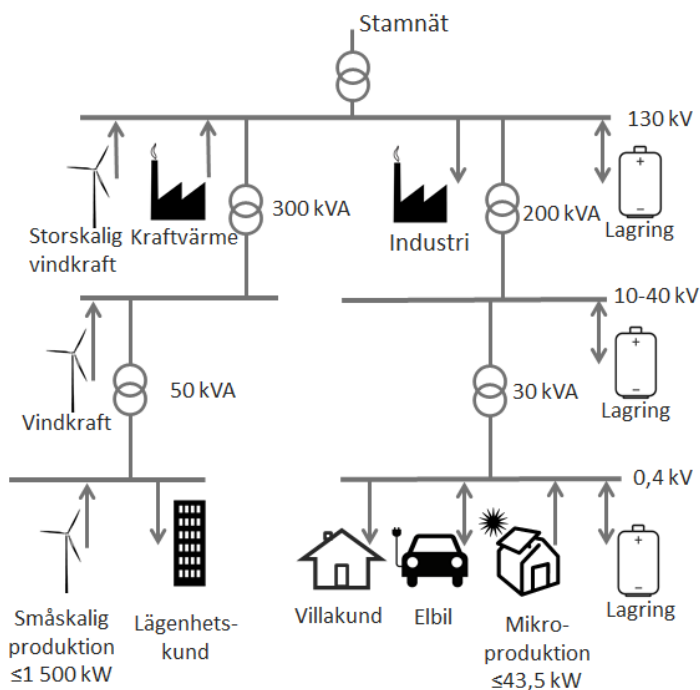 Stamnät
130 kV
300 kVA
200 kVA
Storskalig
vindkraft
Kraftvärme
Industri
Lagring
10-40 kV
Vindkraft
50 kVA
30 kVA
Lagring
0,4 kV
Småskalig
produktion
≤1 500 kW
Lägenhets-
kund
Villakund
Elbil
Mikro-
produktion
≤43,5 kW
Lagring